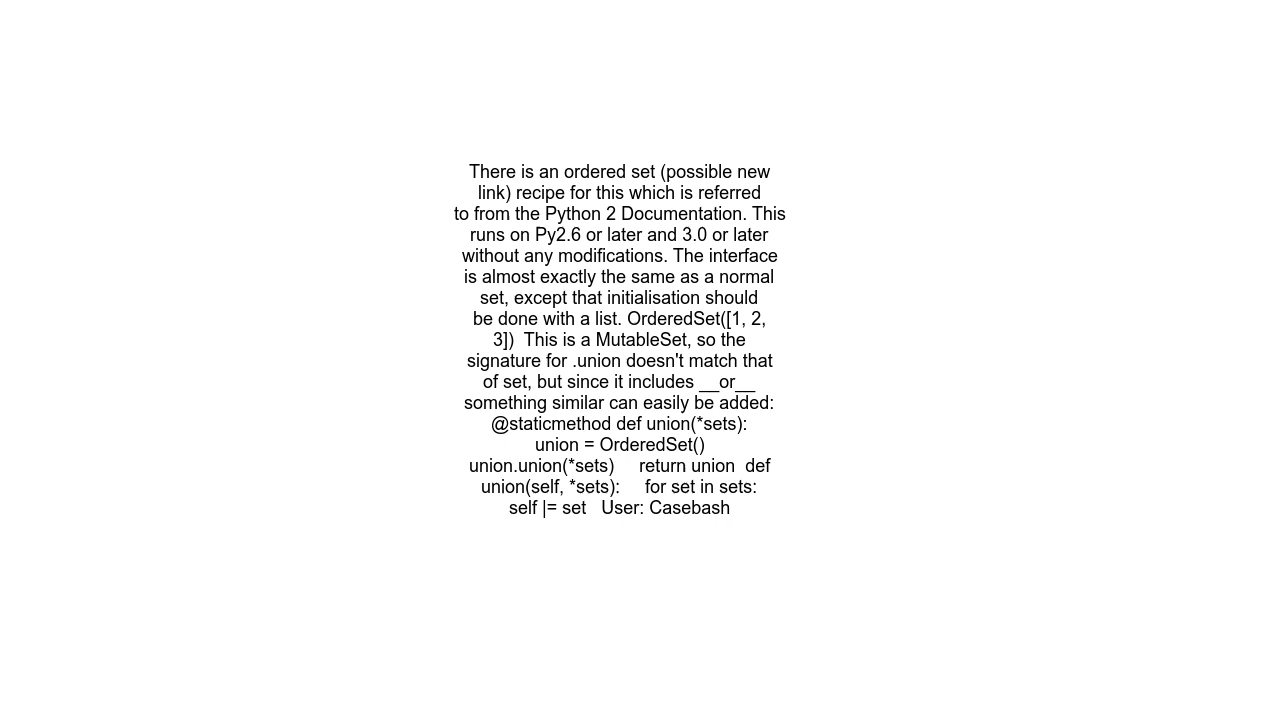 There is an ordered set (possible new
link) recipe for this which is referred
to from the Python 2 Documentation. This
runs on Py2.6 or later and 3.0 or later
without any modifications. The interface
is almost exactly the same as a normal
set, except that initialisation should
be done with a list. OrderedSet([1, 2,
3])  This is a MutableSet, so the
signature for .union doesn't match that
of set, but since it includes __or__
something similar can easily be added:
@staticmethod def union(*sets):
union = OrderedSet()
union.union(*sets)     return union  def
union(self, *sets):     for set in sets:
self |= set   User: Casebash